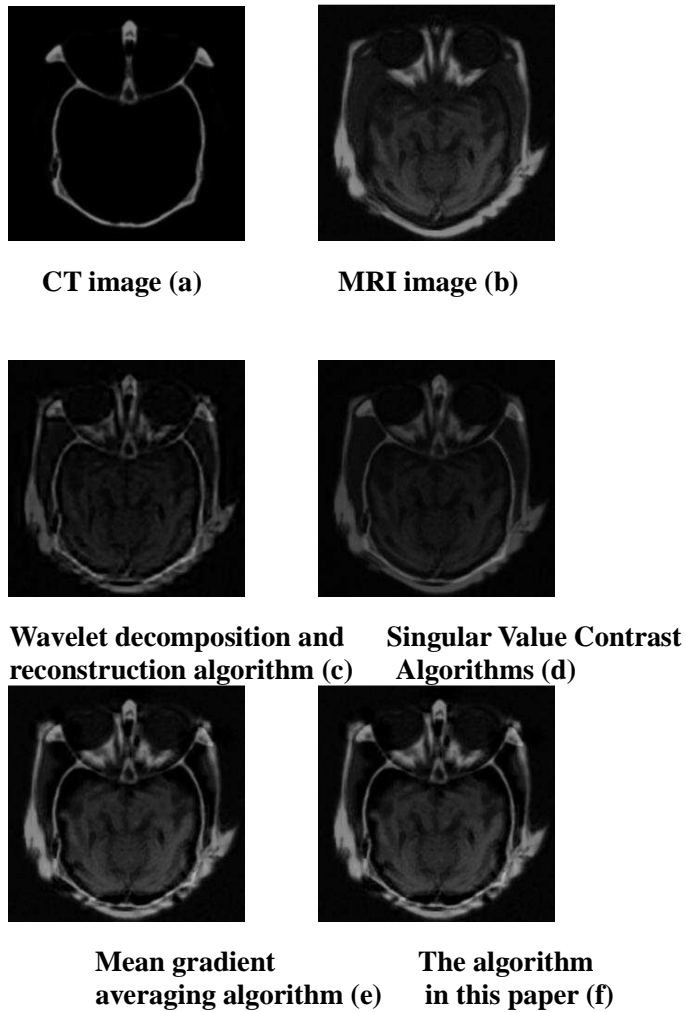 CT image (a)
MRI image (b)
Wavelet decomposition and
reconstruction algorithm (c)
Singular Value Contrast
Algorithms (d)
Mean gradient
averaging algorithm (e)
The algorithm
in this paper (f)